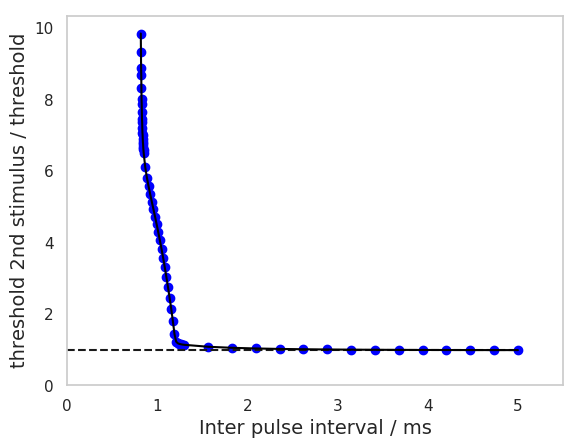 threshold 2nd stimulus / threshold
10
8
6
4
2
0
0 1 2 3 4 5
Inter pulse interval / ms